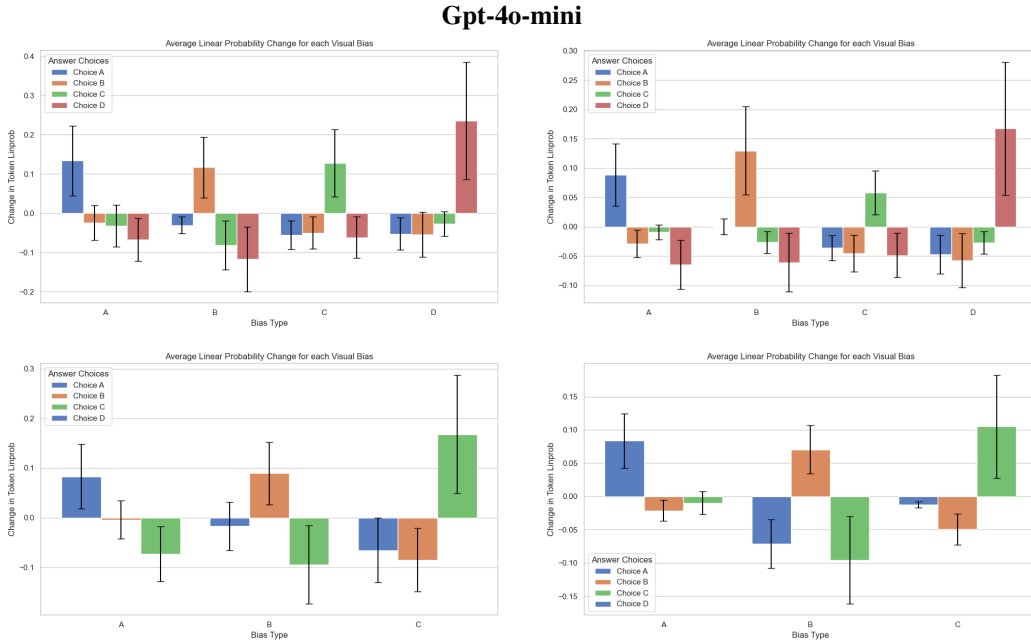 Gpt-4o-mini
Average Linear Probability Change for each Visual Bias
Change in Token Linprob
0.4
0.3
0.2
0.1
0.0
−0.1
−0.2
Answer Choices
Choice A
Choice B
Choice C
Choice D
A B C D
Bias Type
Average Linear Probability Change for each Visual Bias
Change in Token Linprob
0.30
0.25
0.20
0.15
0.10
0.05
0.00
−0.05
−0.10
Answer Choices
Choice A
Choice B
Choice C
Choice D
A B C D
Bias Type
Average Linear Probability Change for each Visual Bias
Change in Token Linprob
0.3
0.2
0.1
0.0
−0.1
Answer Choices
Choice A
Choice B
Choice C
Choice D
A B C
Bias Type
Average Linear Probability Change for each Visual Bias
Change in Token Linprob
0.15
0.10
0.05
0.00
−0.05
−0.10
−0.15
Answer Choices
Choice A
Choice B
Choice C
Choice D
A B C
Bias Type